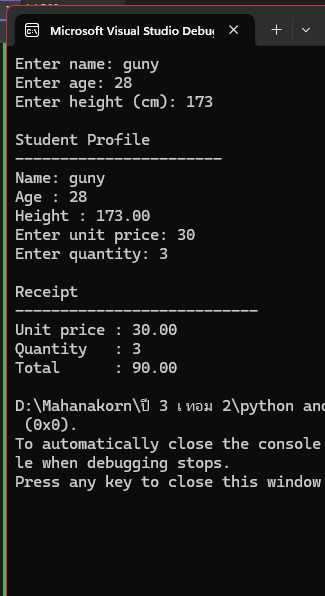 Microsoft Visual Studio Debu
Enter name: guny
Enter age: 28
Enter height (cm): 173
Student Profile
-----------------------
Name: guny
Age : 28
Height : 173.00
Enter unit price: 30
Enter quantity: 3
Receipt
---------------------------
Unit price : 30.00
Quantity   : 3
Total      : 90.00
D:\Mahanakorn\ปี 3 เทอม 2\python and
 (0x0).
To automatically close the console
le when debugging stops.
Press any key to close this window